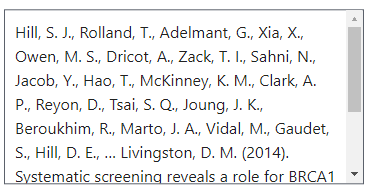 Hill, S. J., Rolland, T., Adelmant, G., Xia, X.,
Owen, M. S., Dricot, A., Zack, T. I., Sahni, N.,
Jacob, Y., Hao, T., McKinney, K. M., Clark, A.
P., Reyon, D., Tsai, S. Q., Joung, J. K.,
Beroukhim, R., Marto, J. A., Vidal, M., Gaudet,
S., Hill, D. E., … Livingston, D. M. (2014).
Systematic screening reveals a role for BRCA1